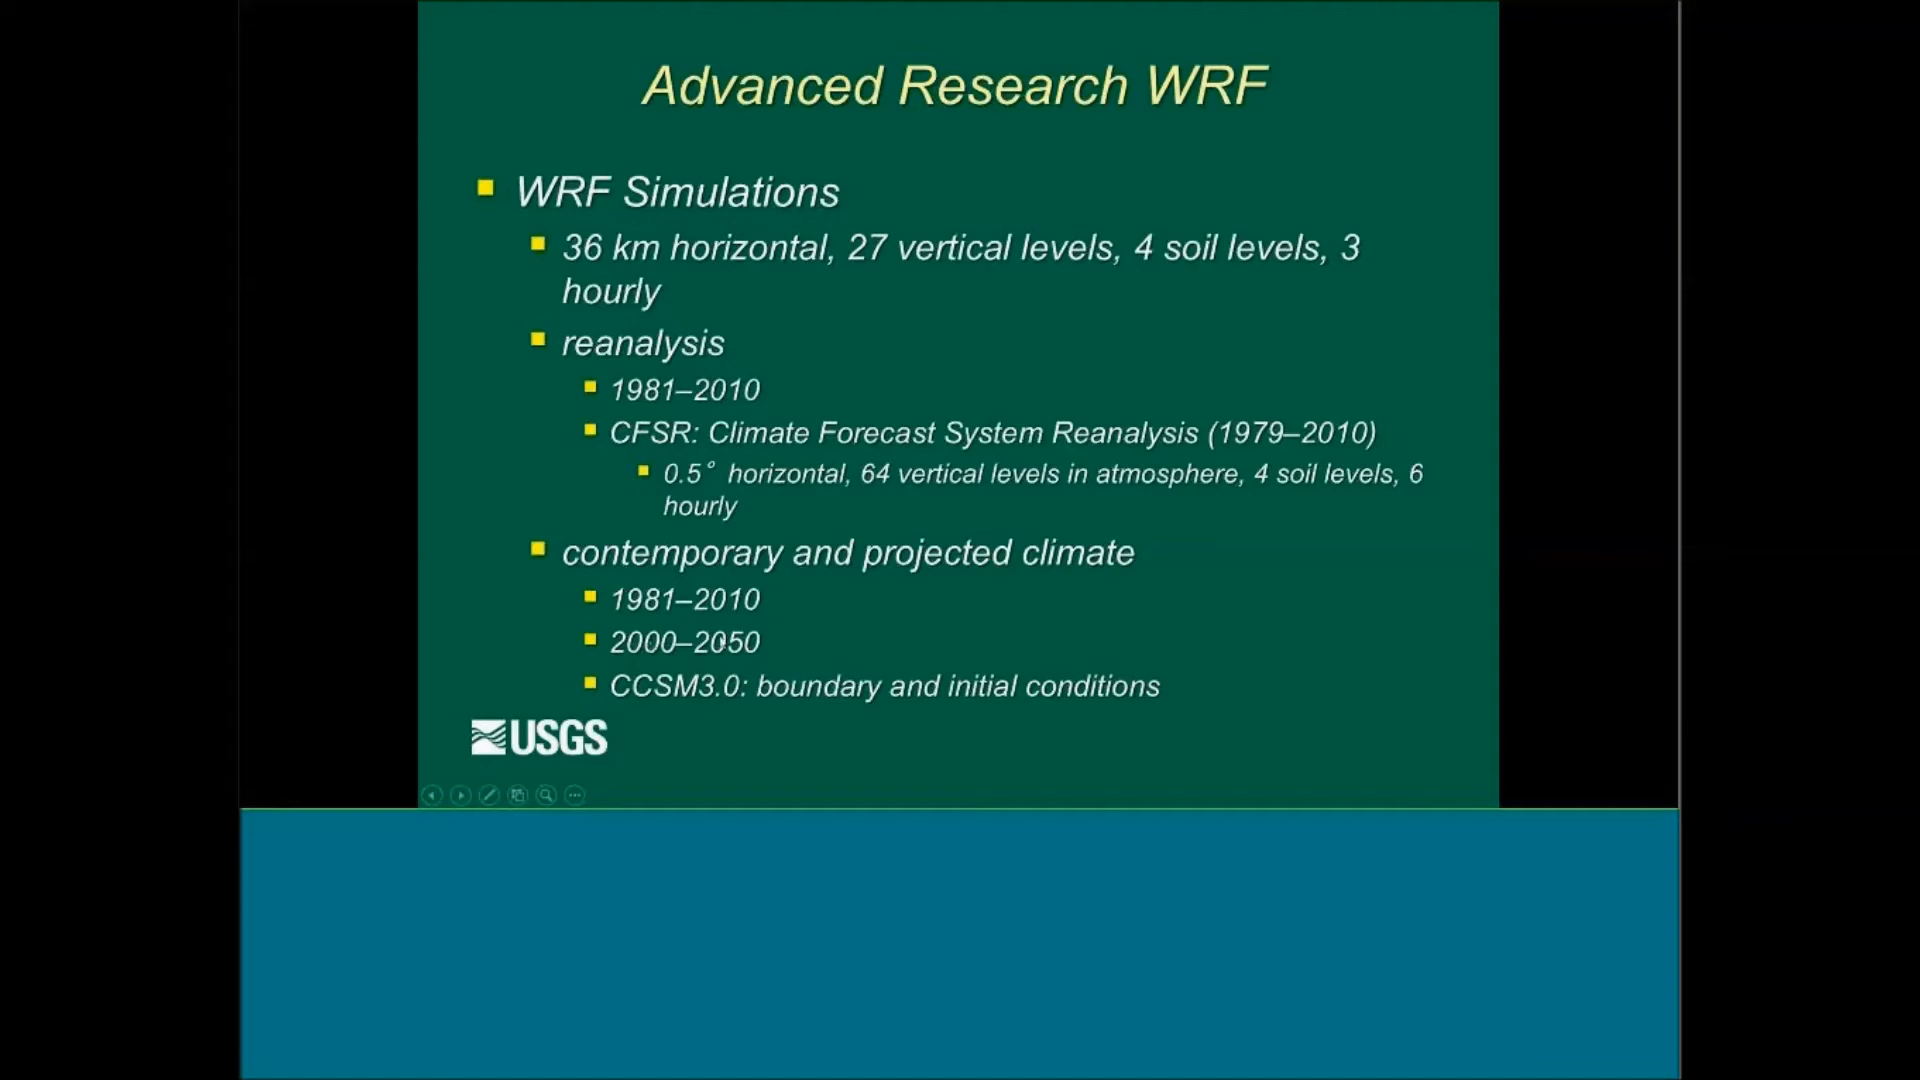 Advanced Research WRF
WRF Simulations
36 km horizontal, 27 vertical levels, 4 soil levels, 3
hourly
reanalysis
1981–2010
CFSR: Climate Forecast System Reanalysis (1979–2010)
0.5° horizontal, 64 vertical levels in atmosphere, 4 soil levels, 6
hourly
contemporary and projected climate
1981–2010
2000–2050
CCSM3.0: boundary and initial conditions
USGS